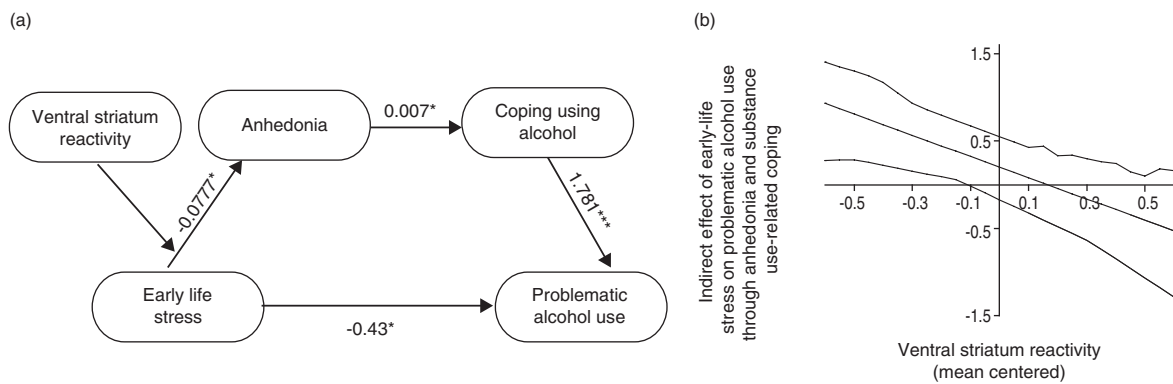 (a)
Ventral striatum
reactivity
Anhedonia
0.007*
Coping using
alcohol
-0.0777*
1.781***
Early life
stress
-0.43*
Problematic
alcohol use
(b)
Indirect effect of early-life
stress on problematic alcohol use
through anhedonia and substance
use-related coping
1.5
0.5
-0.5
-0.3
-0.1
0.1
0.3
0.5
-0.5
-1.5
Ventral striatum reactivity
(mean centered)